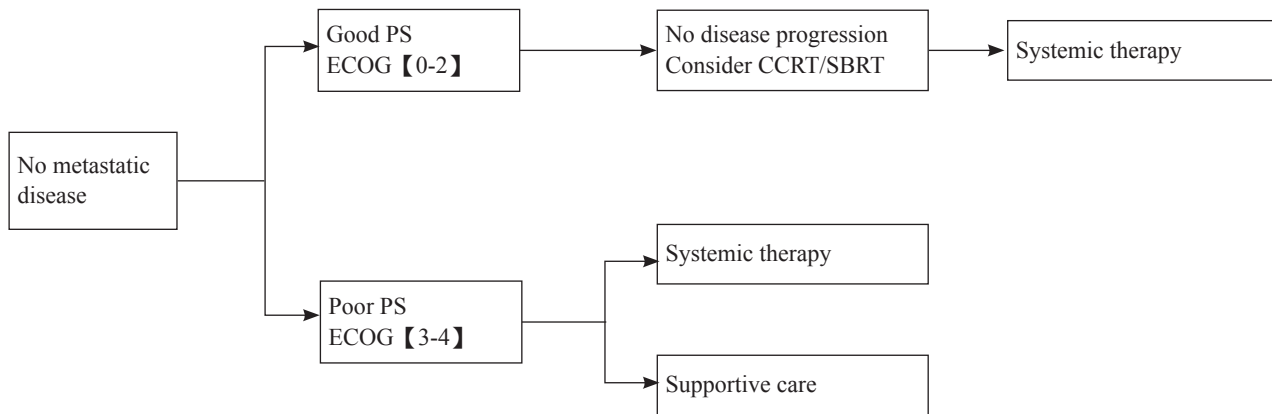 Good PS
ECOG【0-2】
No disease progression
Consider CCRT/SBRT
Systemic therapy
No metastatic
disease
Systemic therapy
Poor PS
ECOG【3-4】
Supportive care